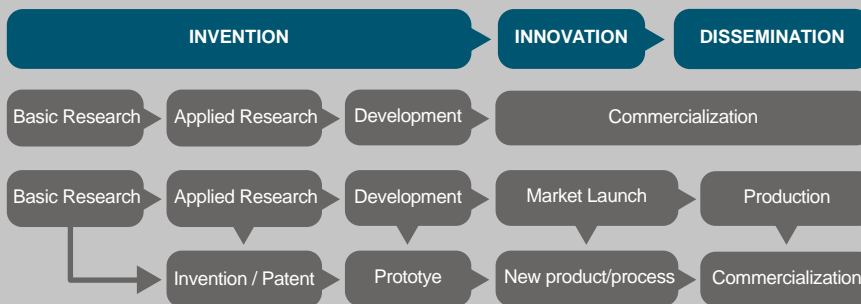 INVENTION
INNOVATION
DISSEMINATION
Basic Research
Applied Research
Development
Commercialization
Basic Research
Applied Research
Development
Market Launch
Production
Invention / Patent
Prototye
New product/process
Commercialization